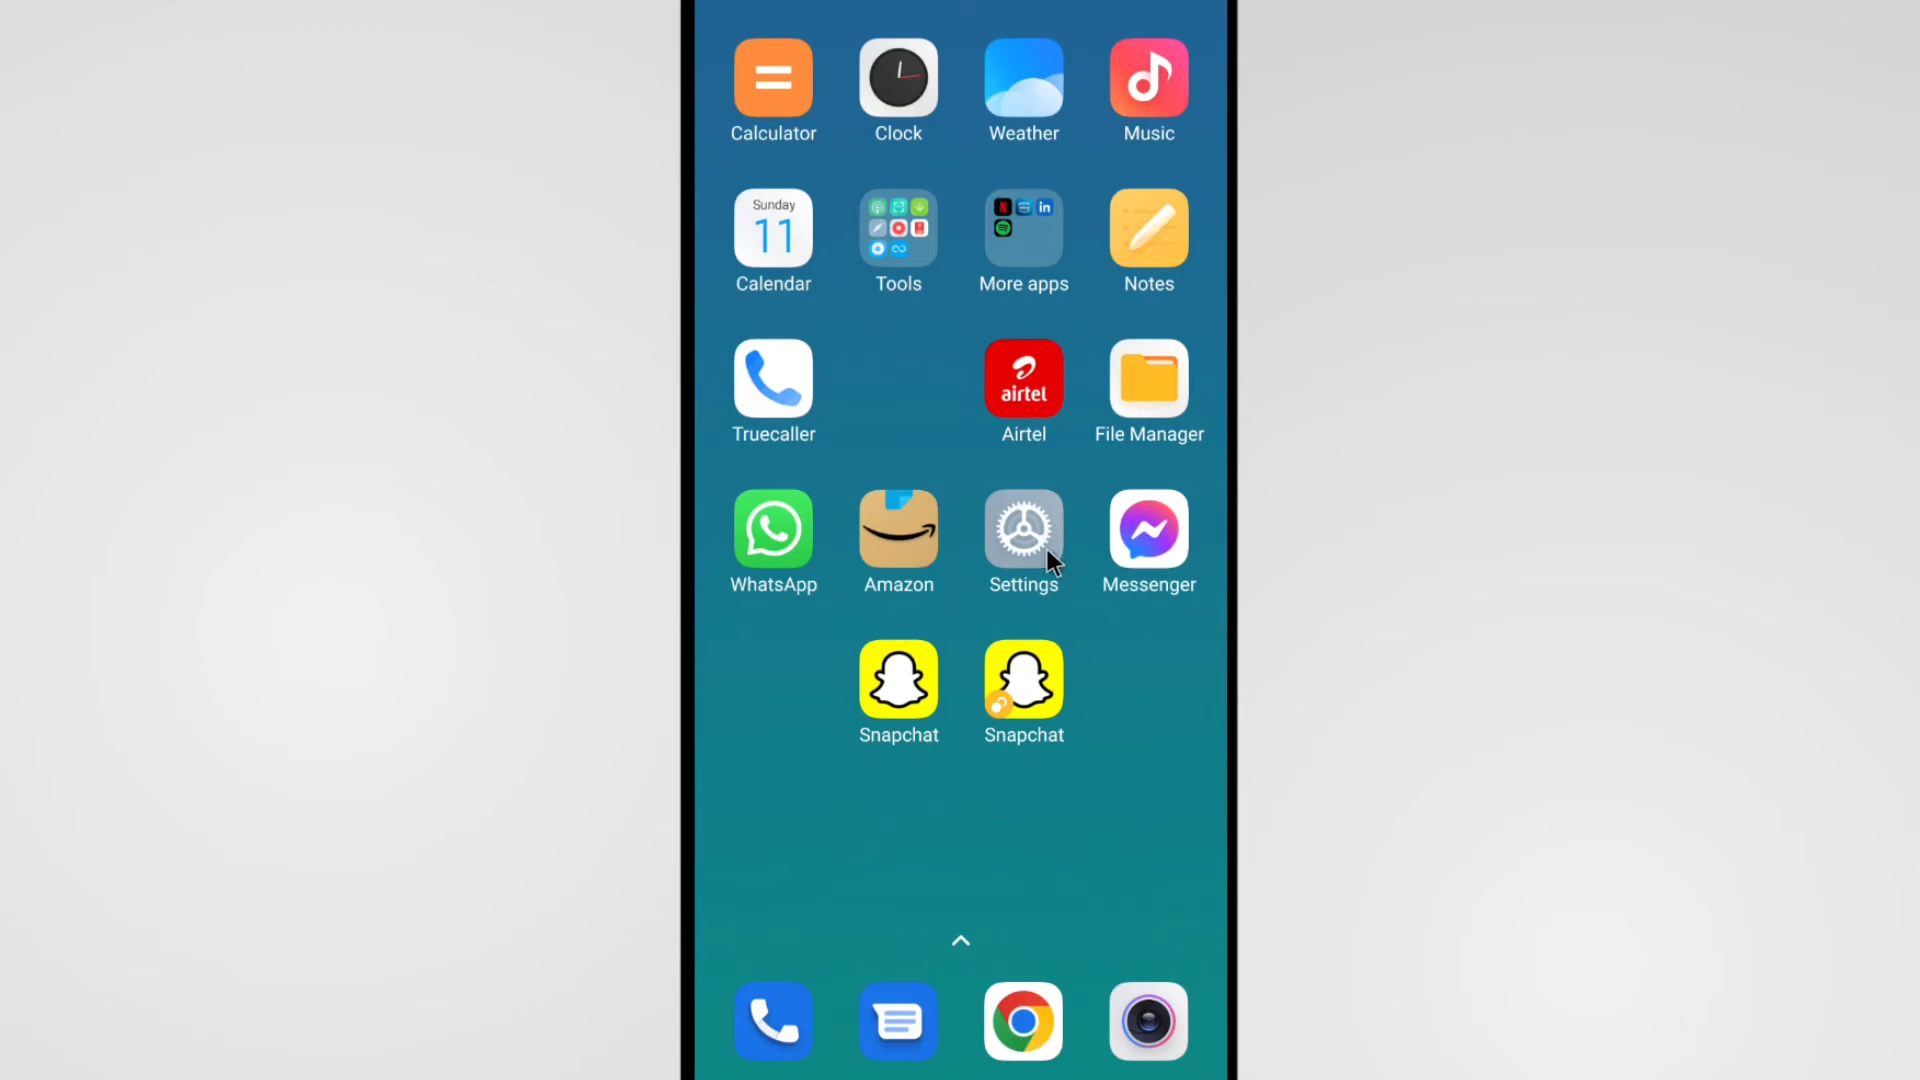 Calculator Clock Weather Music
Sunday
11
Calendar Tools More apps Notes
in
airtel
Truecaller Airtel File Manager
WhatsApp Amazon Settings Messenger
Snapchat Snapchat